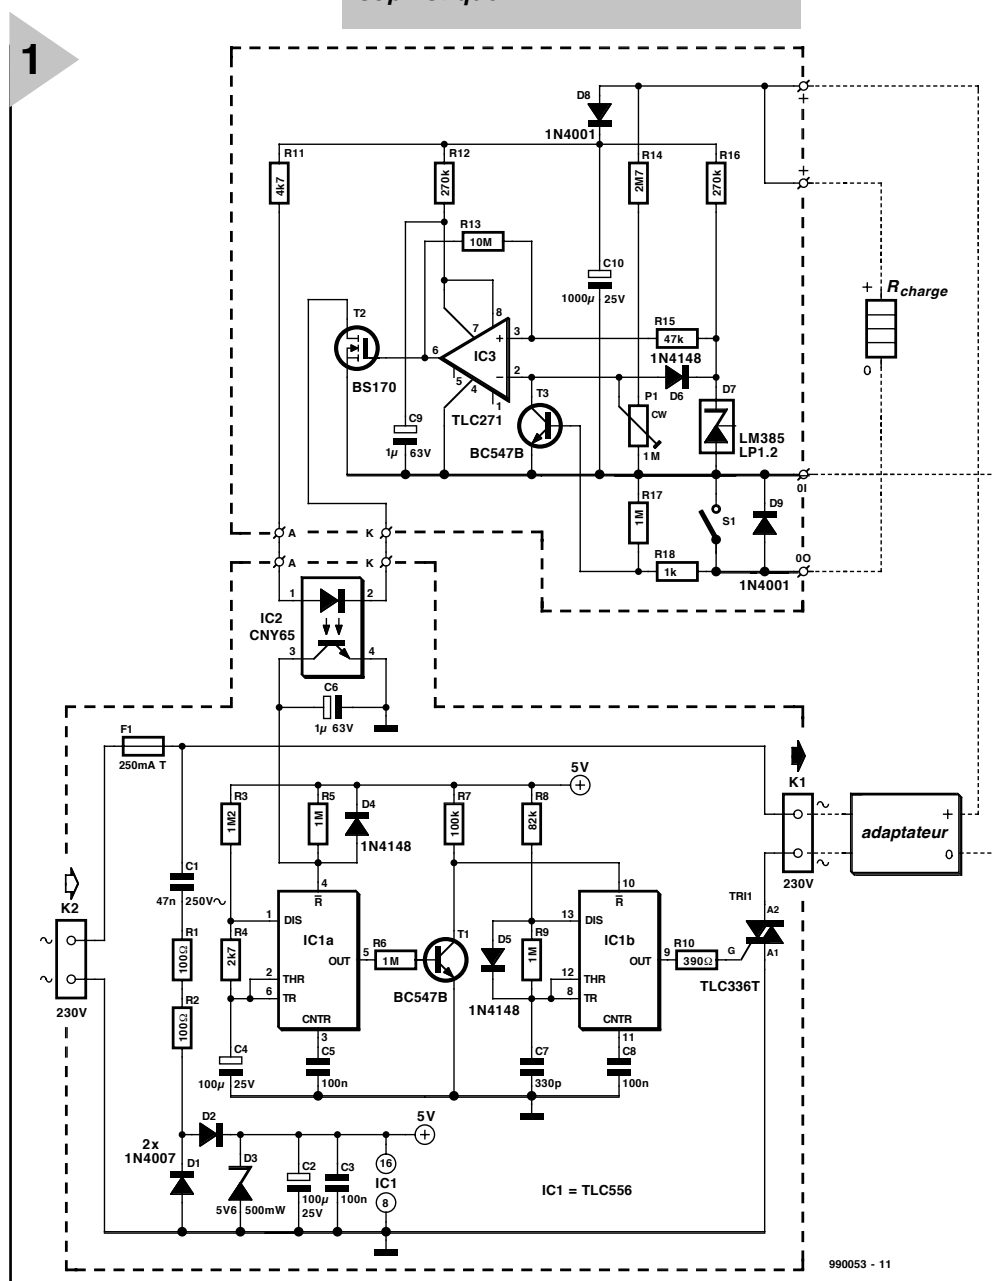 1
D8
1N4001
+
+
R11
4k7
R12
270k
R14
2M7
R16
270k
R13
10M
C10
1000µ 25V
+ Rcharge
0
T2
BS170
8
7
6
5
4
1
3
2
+
−
IC3
TLC271
R15
47k
1N4148
D6
D7
LM385
LP1.2
T3
BC547B
P1
CW
1M
C9
1µ 63V
0I
R17
1M
S1
D9
A
K
R18
1k
0O
1N4001
A
K
1
2
IC2
CNY65
3
4
C6
1µ 63V
F1
250mA T
5V
+
K1
R3
1M2
R5
1M
D4
1N4148
R7
100k
R8
82k
adaptateur
+
0
∼
∼
230V
C1
47n 250V∼
K2
∼
∼
230V
R1
100Ω
R2
100Ω
4
R
1
DIS
IC1a
R4
2k7
OUT
5
2
THR
6
TR
CNTR
3
R6
1M
T1
BC547B
10
R
13
DIS
IC1b
D5
1N4148
R9
1M
OUT
9
12
THR
8
TR
CNTR
11
R10
390Ω
G
TRI1
A2
A1
TLC336T
C4
100µ 25V
C5
100n
C7
330p
C8
100n
D2
5V
+
2x
1N4007
D1
D3
5V6 500mW
C2
100µ
25V
C3
100n
16
IC1
8
IC1 = TLC556
990053 - 11